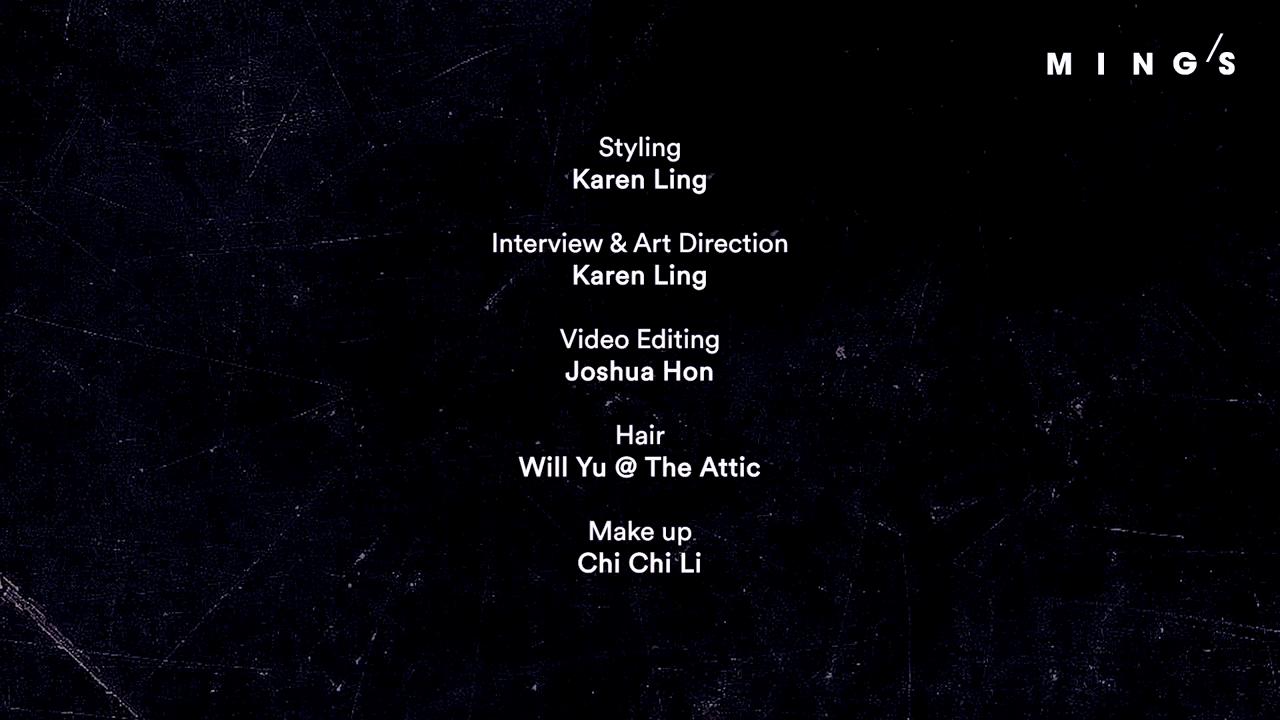 MING'S
Styling
Karen Ling
Interview & Art Direction
Karen Ling
Video Editing
Joshua Hon
Hair
Will Yu @ The Attic
Make up
Chi Chi Li